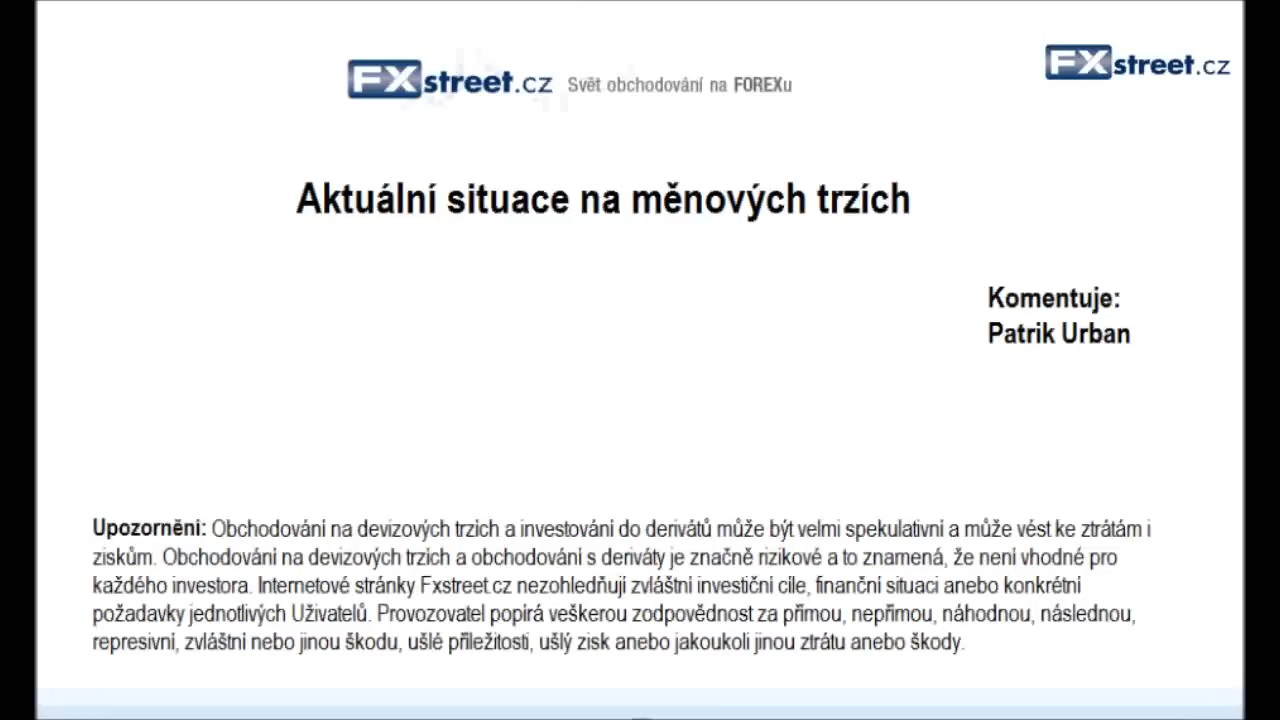 FXstreet.cz Svět obchodování na FOREXu
FXstreet.cz
Aktuální situace na měnových trzích
Komentuje:
Patrik Urban
Upozornění: Obchodování na devizových trzích a investování do derivátů může být velmi spekulativní a může vést ke ztrátám i
ziskům. Obchodování na devizových trzích a obchodování s deriváty je značně rizikové a to znamená, že není vhodné pro
každého investora. Internetové stránky Fxstreet.cz nezohledňují zvláštní investiční cíle, finanční situaci anebo konkrétní
požadavky jednotlivých Uživatelů. Provozovatel popírá veškerou zodpovědnost za přímou, nepřímou, náhodnou, následnou,
represivní, zvláštní nebo jinou škodu, ušlé příležitosti, ušlý zisk anebo jakoukoli jinou ztrátu anebo škody.